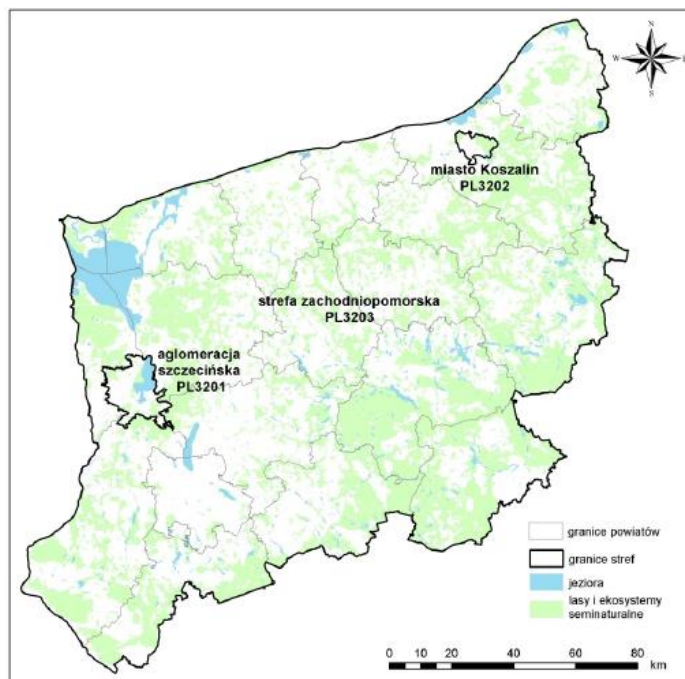 N
W
E
S
miasto Koszalin
PL3202
strefa zachodniopomorska
PL3203
aglomeracja
szczecińska
PL3201
granice powiatów
granice stref
jeziora
lasy i ekosystemy
seminaturalne
0 10 20 40 60 80
km